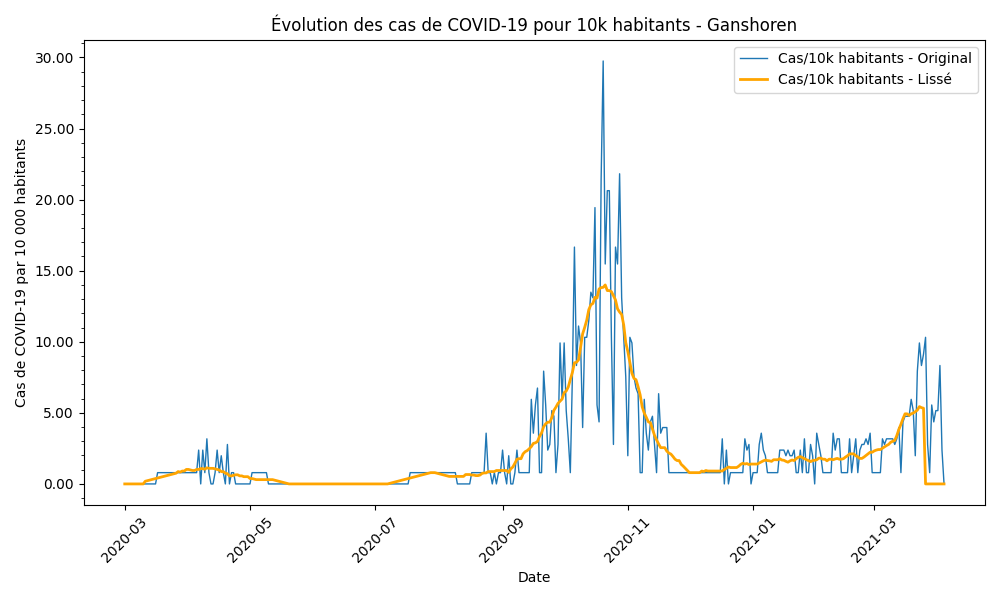 Évolution des cas de COVID-19 pour 10k habitants - Ganshoren
Cas/10k habitants - Original
Cas/10k habitants - Lissé
Cas de COVID-19 par 10 000 habitants
30.00
25.00
20.00
15.00
10.00
5.00
0.00
2020-03
2020-05
2020-07
2020-09
2020-11
2021-01
2021-03
Date